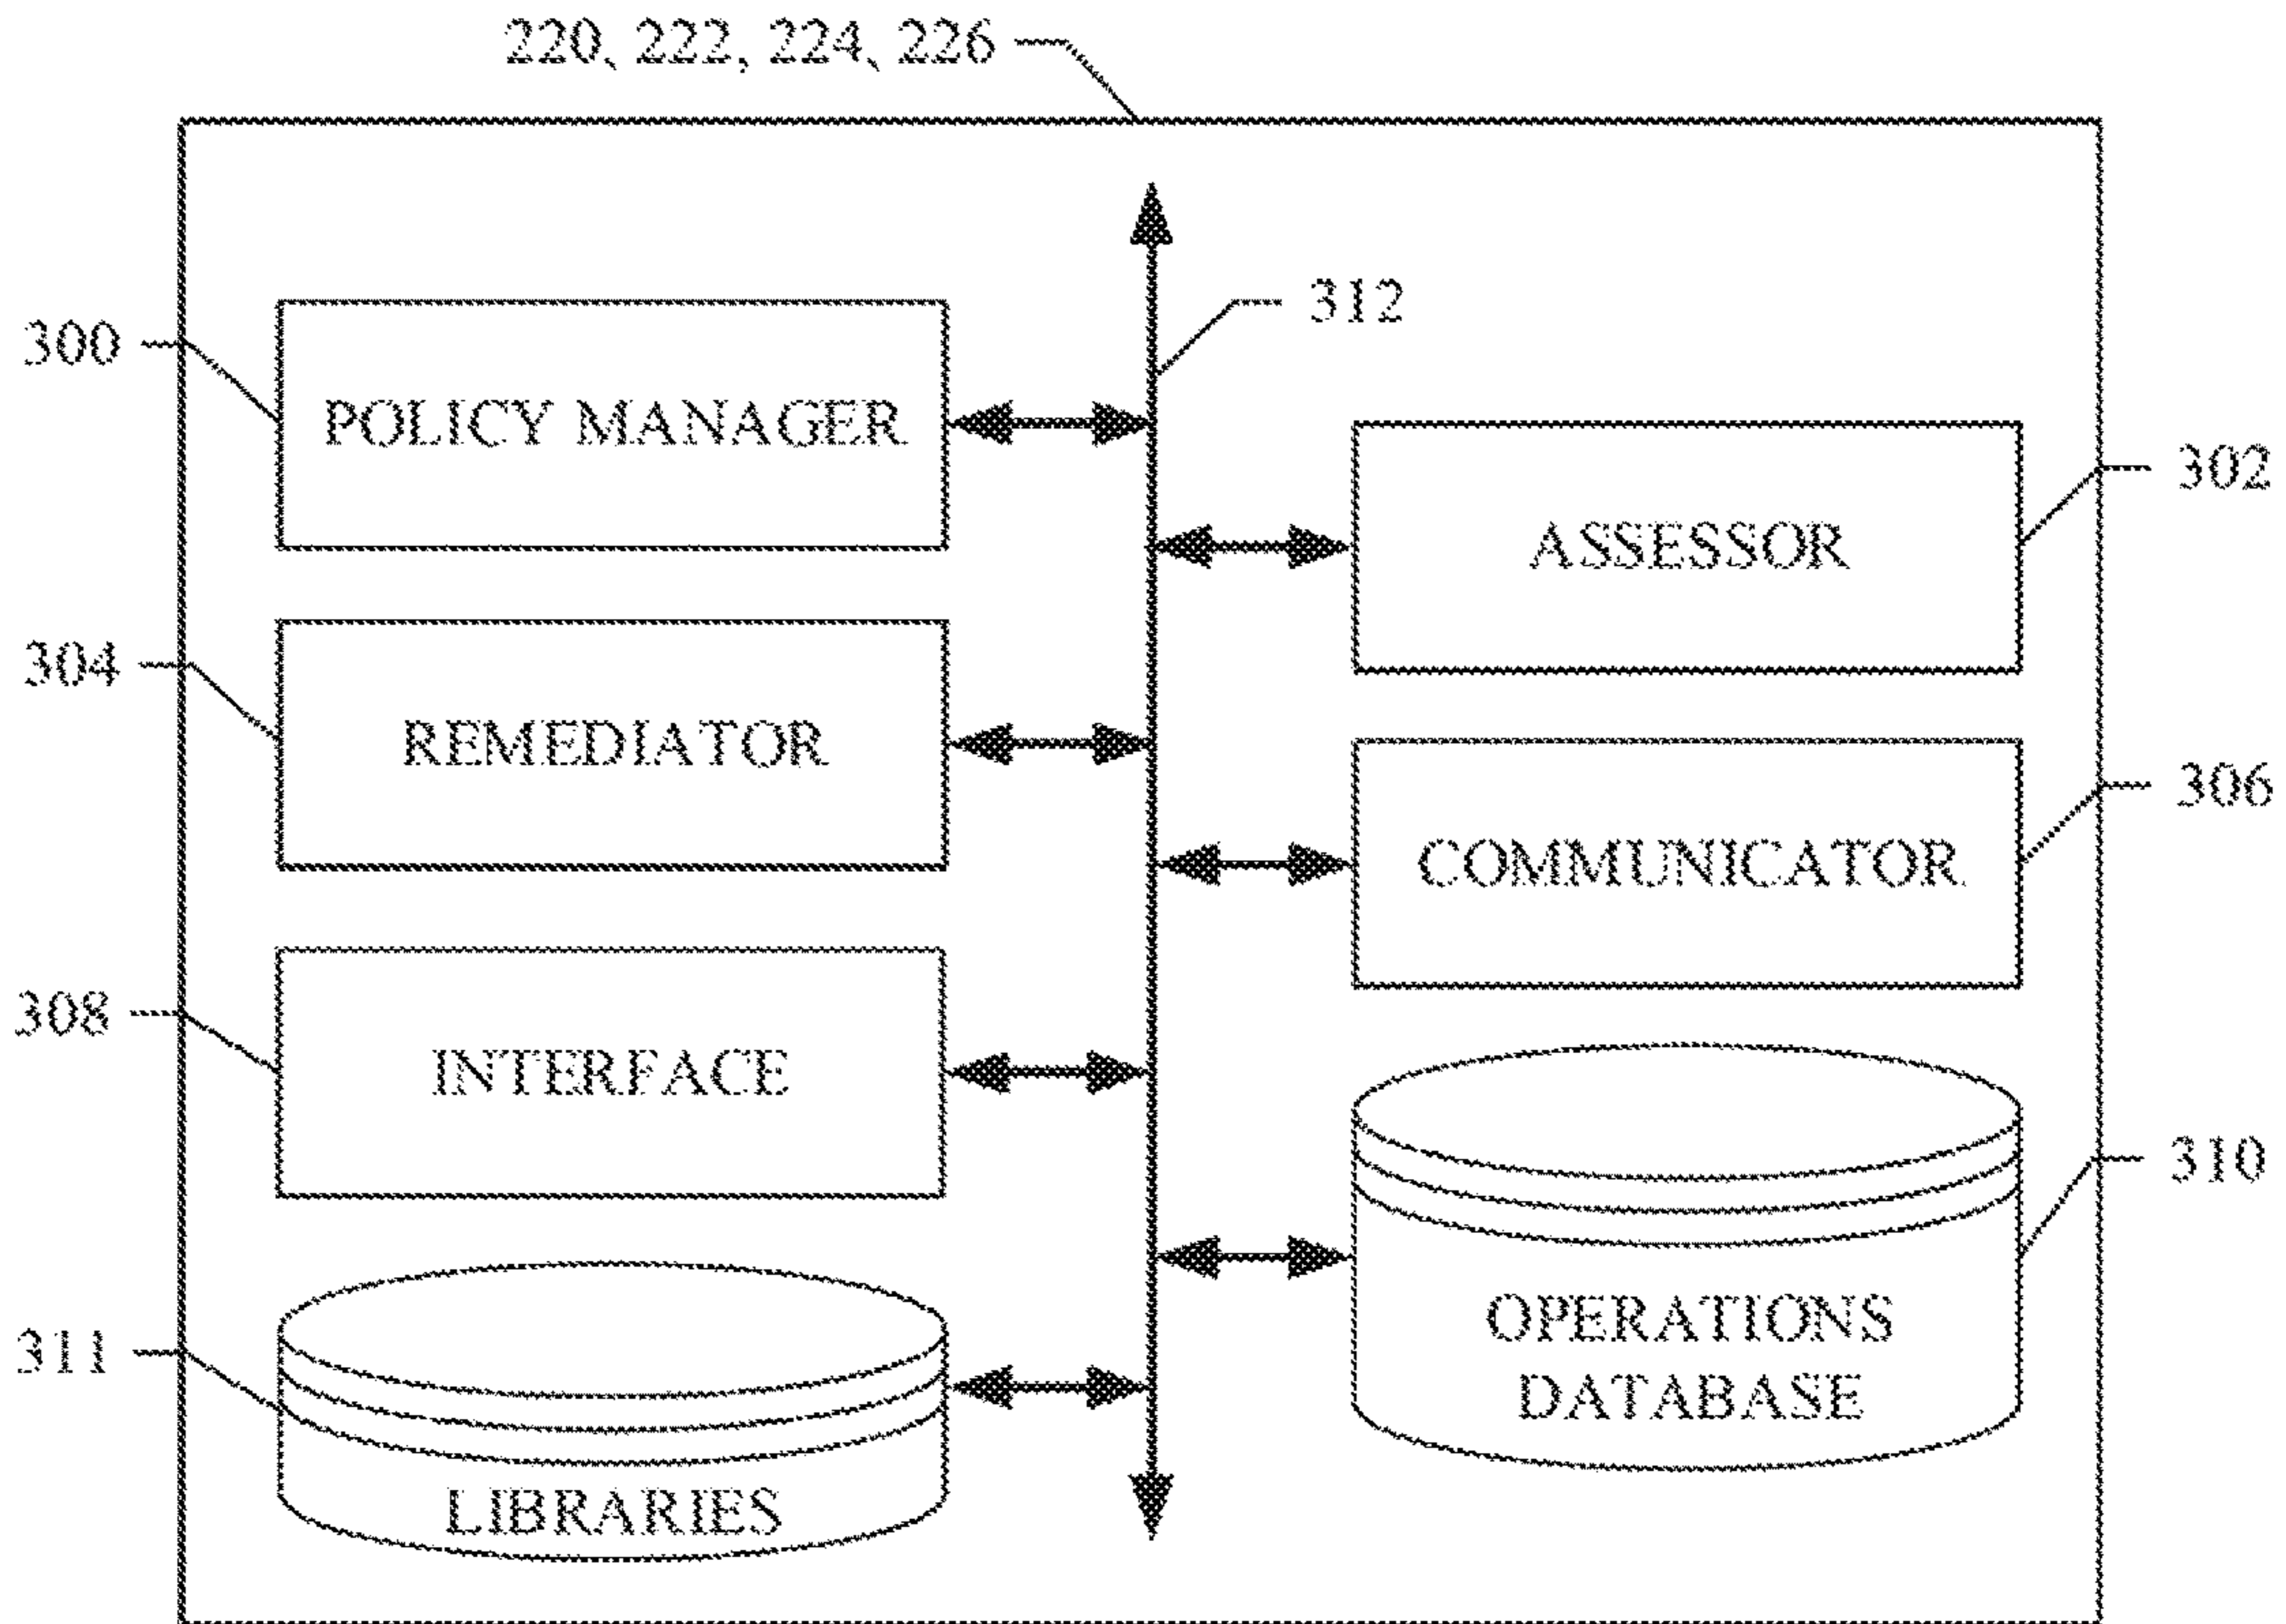 220, 222, 224, 226
312
300
POLICY MANAGER
302
ASSESSOR
304
REMEDIATOR
306
COMMUNICATOR
308
INTERFACE
310
OPERATIONS
DATABASE
311
LIBRARIES